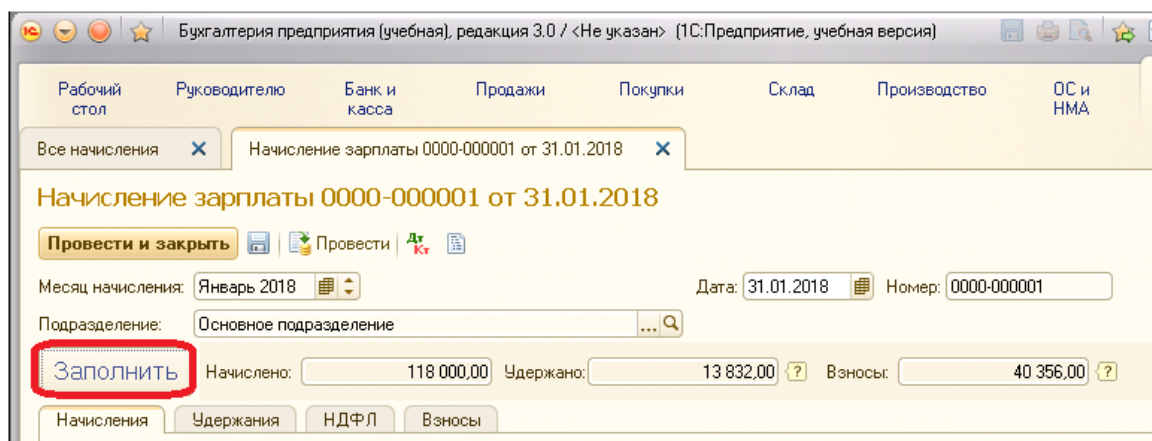 Бухгалтерия предприятия (учебная), редакция 3.0 / <Не указан> (1С:Предприятие, учебная версия)
Рабочий стол Руководителю Банк и касса Продажи Покупки Склад Производство ОС и НМА
Все начисления Начисление зарплаты 0000-000001 от 31.01.2018
Начисление зарплаты 0000-000001 от 31.01.2018
Провести и закрыть Провести Дт Кт
Месяц начисления: Январь 2018 Дата: 31.01.2018 Номер: 0000-000001
Подразделение: Основное подразделение ...
Заполнить Начислено: 118 000,00 Удержано: 13 832,00 ? Взносы: 40 356,00 ?
Начисления Удержания НДФЛ Взносы